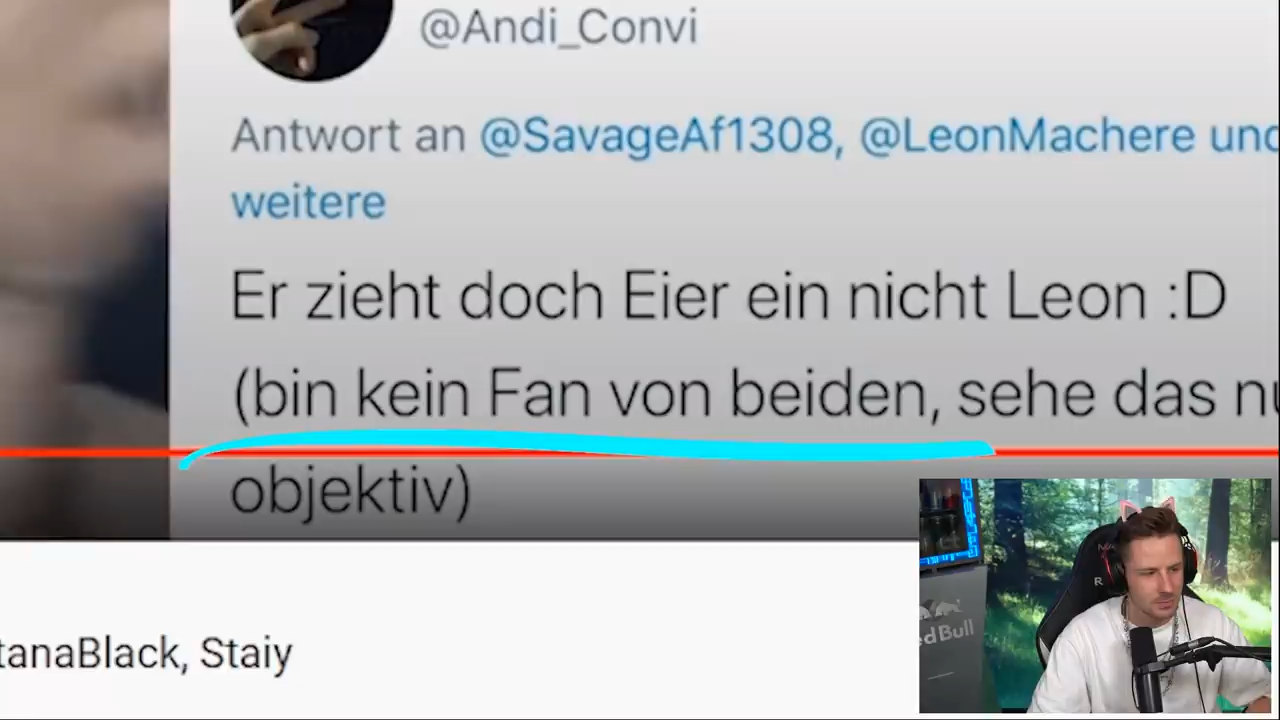 @Andi_Convi
Antwort an @SavageAf1308, @LeonMachere und
weitere
Er zieht doch Eier ein nicht Leon :D
(bin kein Fan von beiden, sehe das nu
objektiv)
tanaBlack, Staiy
edBull
R